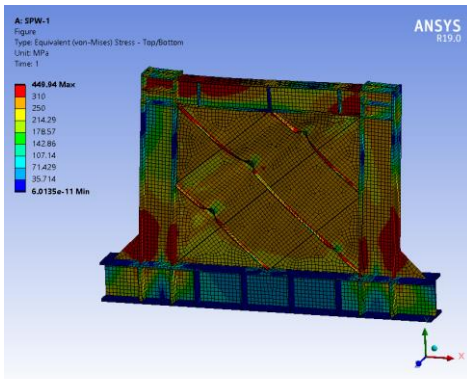 A: SPW-1
Figure
Type: Equivalent (von-Mises) Stress - Top/Bottom
Unit: MPa
Time: 1
ANSYS
R19.0
449.94 Max
310
250
214.29
178.57
142.86
107.14
71.429
35.714
6.0135e-11 Min
X